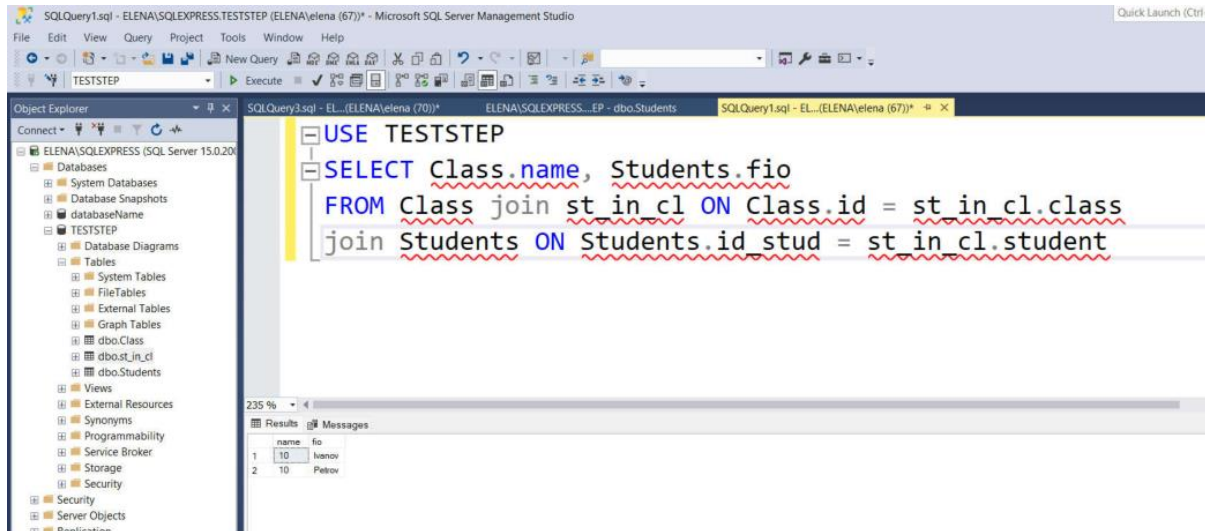 SQLQuery1.sql - ELENA\SQLEXPRESS.TESTSTEP (ELENA\elena (67))* - Microsoft SQL Server Management Studio
Quick Launch (Ctrl
File Edit View Query Project Tools Window Help
New Query
TESTSTEP
Execute
Object Explorer
SQLQuery3.sql - EL...(ELENA\elena (70))*
ELENA\SQLEXPRESS....EP - dbo.Students
SQLQuery1.sql - EL...(ELENA\elena (67))*
Connect
ELENA\SQLEXPRESS (SQL Server 15.0.200
Databases
System Databases
Database Snapshots
databaseName
TESTSTEP
Database Diagrams
Tables
System Tables
FileTables
External Tables
Graph Tables
dbo.Class
dbo.st_in_cl
dbo.Students
Views
External Resources
Synonyms
Programmability
Service Broker
Storage
Security
Security
Server Objects
Replication
USE TESTSTEP
SELECT Class.name, Students.fio
FROM Class join st_in_cl ON Class.id = st_in_cl.class
join Students ON Students.id_stud = st_in_cl.student
235 %
Results Messages
name fio
1 10 Ivanov
2 10 Petrov